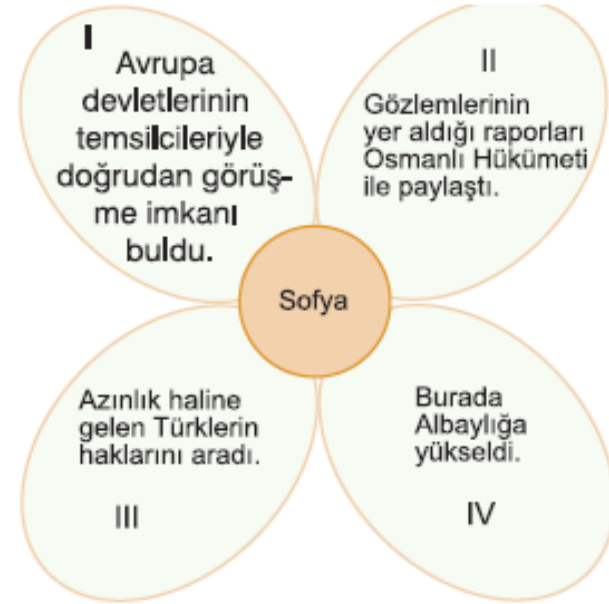 I
Avrupa
devletlerinin
temsilcileriyle
doğrudan görüş-
me imkanı
buldu.
II
Gözlemlerinin
yer aldığı raporları
Osmanlı Hükümeti
ile paylaştı.
Sofya
Azınlık haline
gelen Türklerin
haklarını aradı.
III
Burada
Albaylığa
yükseldi.
IV